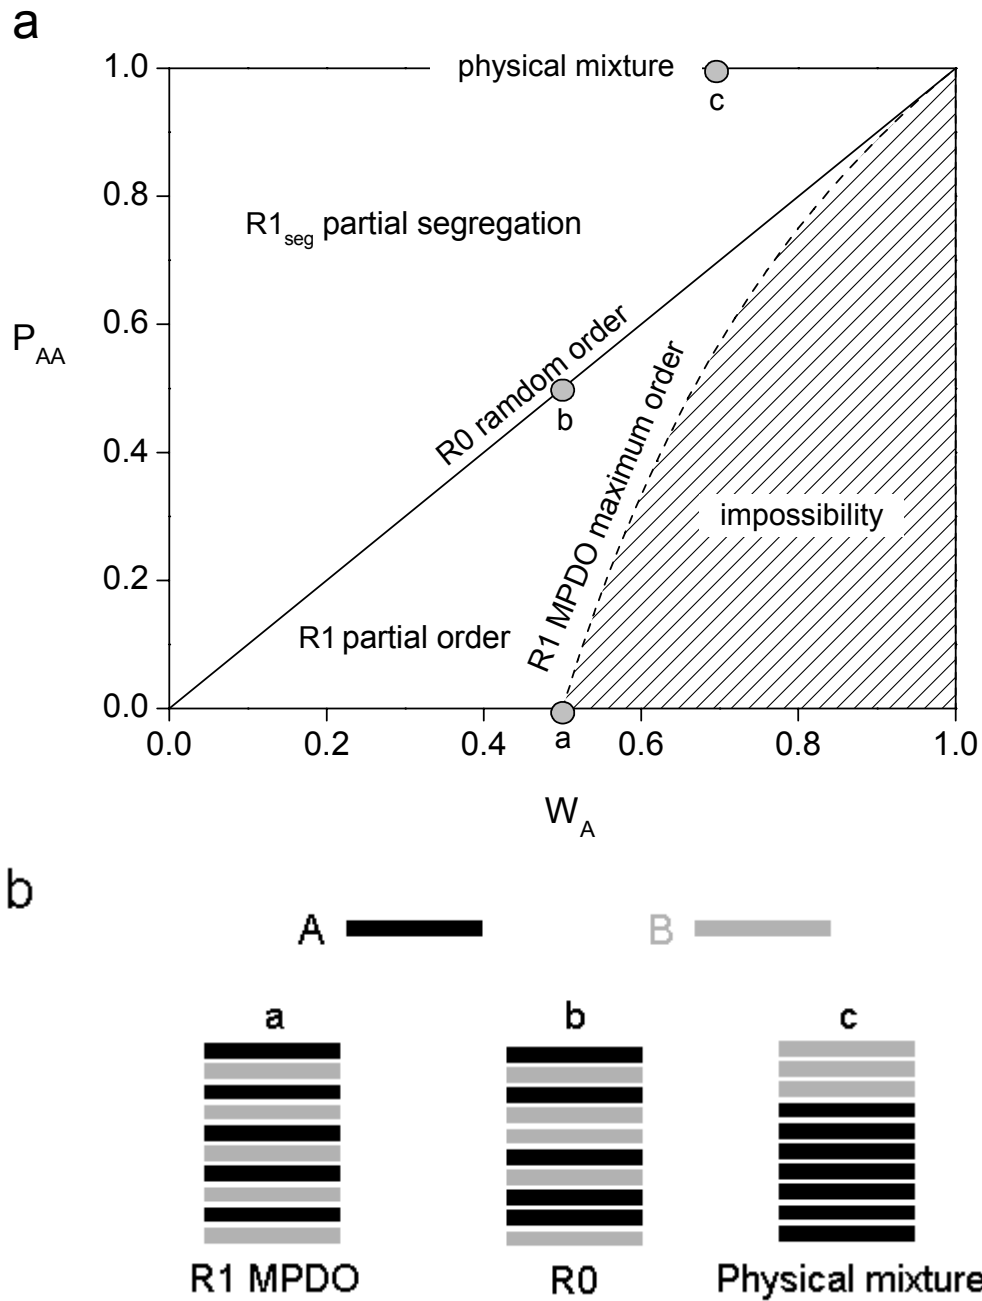 a
1.0
physical mixture
c
0.8
R1seg partial segregation
P_AA
0.6
R0 ramdom order
b
0.4
R1 MPDO maximum order
impossibility
0.2
R1 partial order
0.0
a
0.0 0.2 0.4 0.6 0.8 1.0
W_A
b
A B
a b c
R1 MPDO R0 Physical mixture